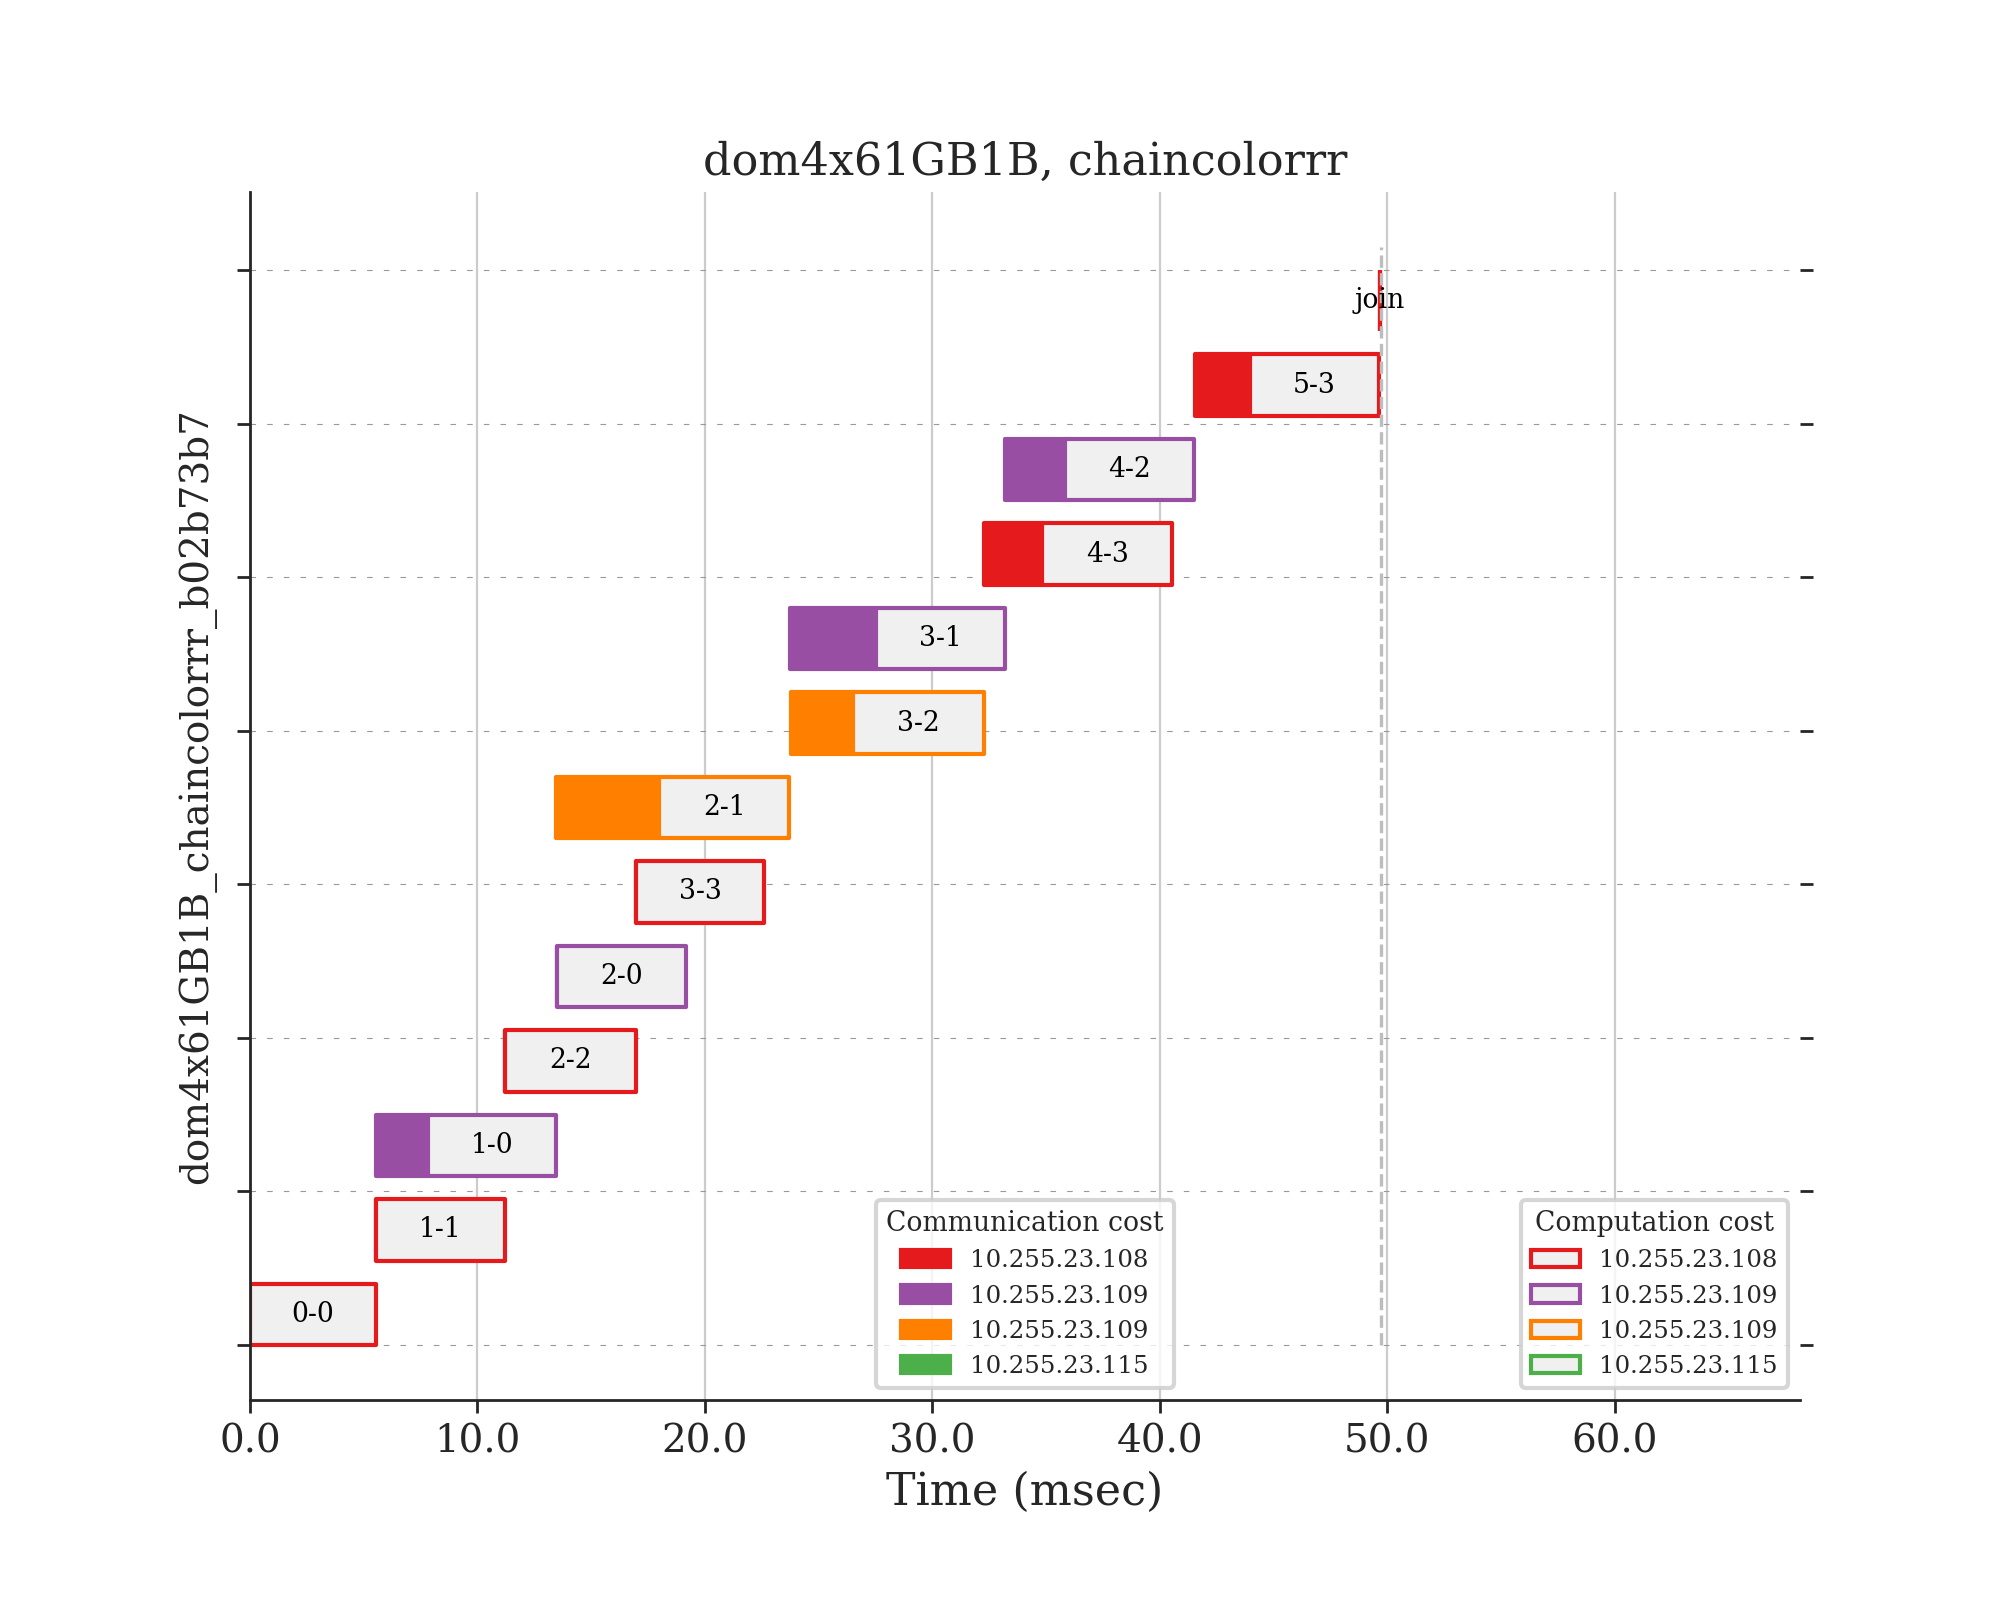 dom4x61GB1B, chaincolorrr
dom4x61GB1B_chaincolorrr_b02b73b7
join
5-3
4-2
4-3
3-1
3-2
2-1
3-3
2-0
2-2
1-0
1-1
0-0
Communication cost
10.255.23.108
10.255.23.109
10.255.23.109
10.255.23.115
Computation cost
10.255.23.108
10.255.23.109
10.255.23.109
10.255.23.115
0.0 10.0 20.0 30.0 40.0 50.0 60.0
Time (msec)